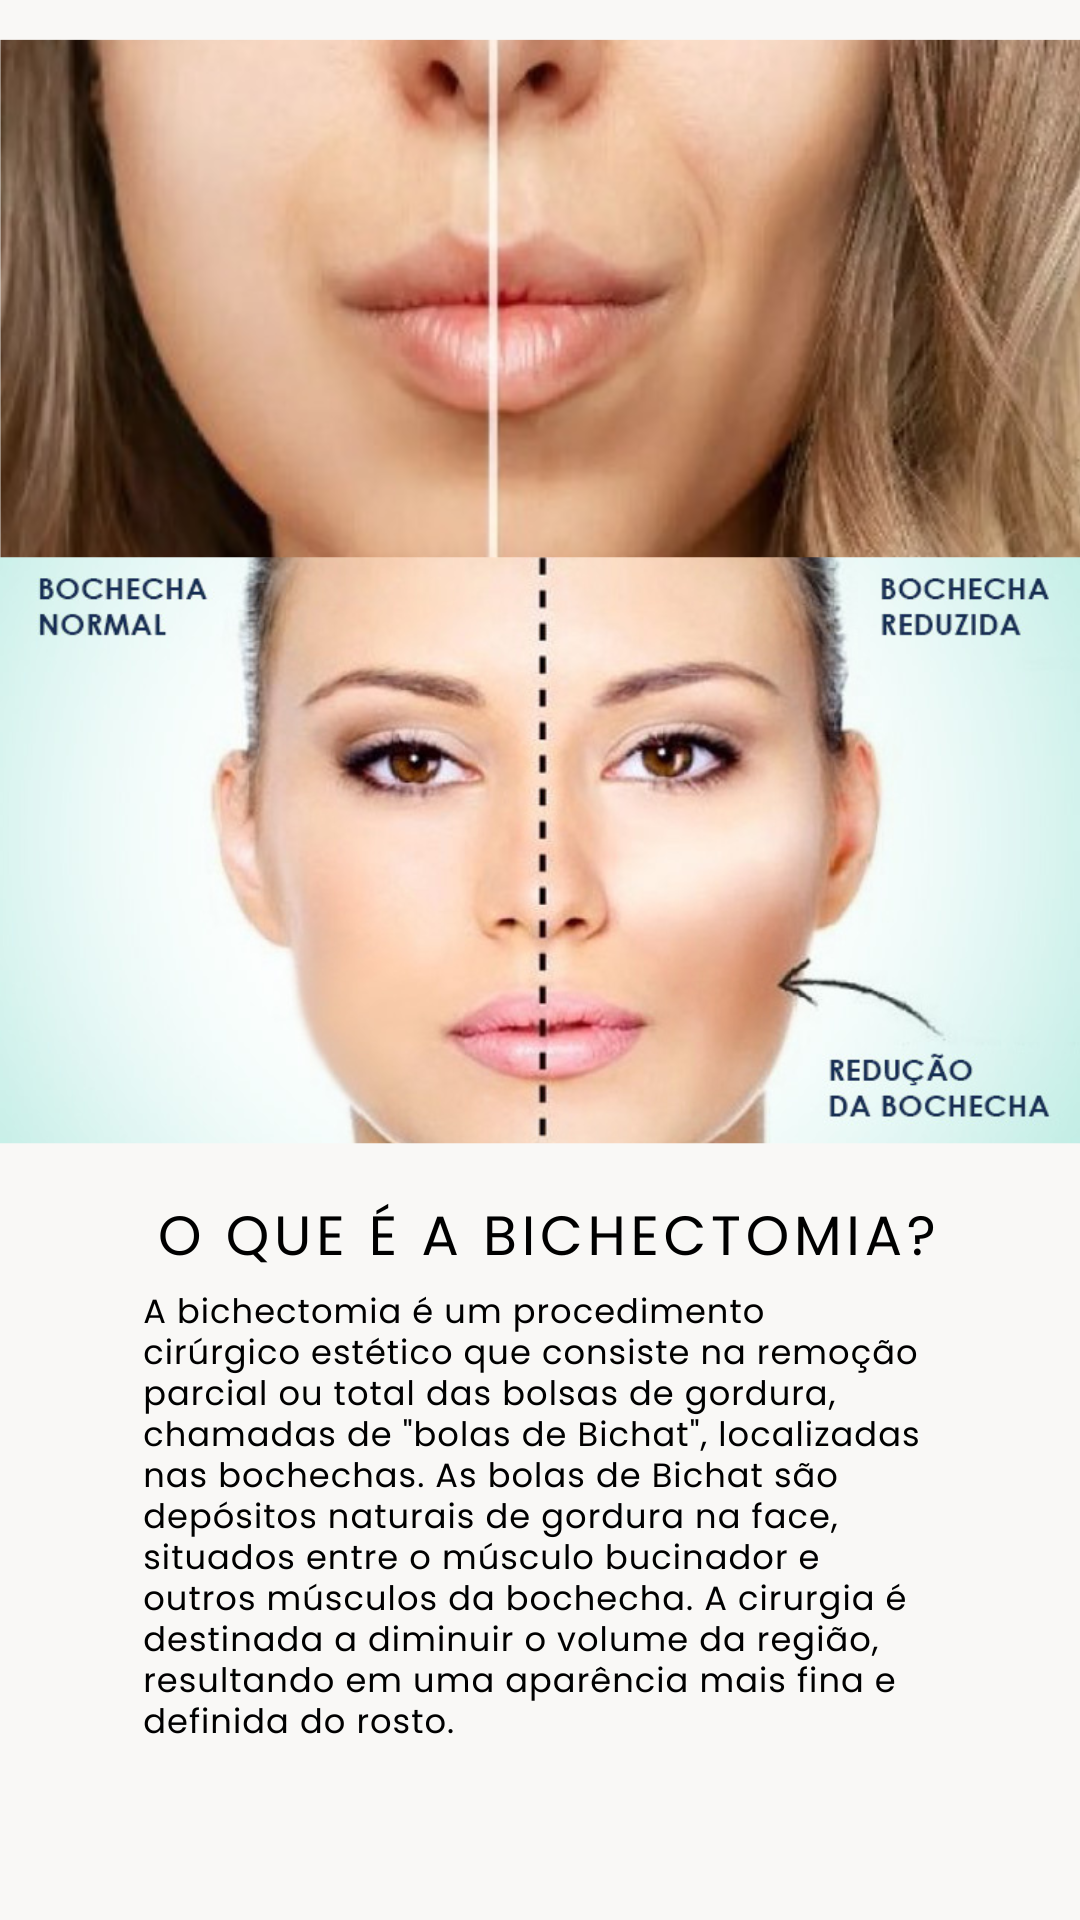 BOCHECHA
NORMAL
BOCHECHA
REDUZIDA
REDUÇÃO
DA BOCHECHA
O QUE É A BICHECTOMIA?
A bichectomia é um procedimento
cirúrgico estético que consiste na remoção
parcial ou total das bolsas de gordura,
chamadas de "bolas de Bichat", localizadas
nas bochechas. As bolas de Bichat são
depósitos naturais de gordura na face,
situados entre o músculo bucinador e
outros músculos da bochecha. A cirurgia é
destinada a diminuir o volume da região,
resultando em uma aparência mais fina e
definida do rosto.